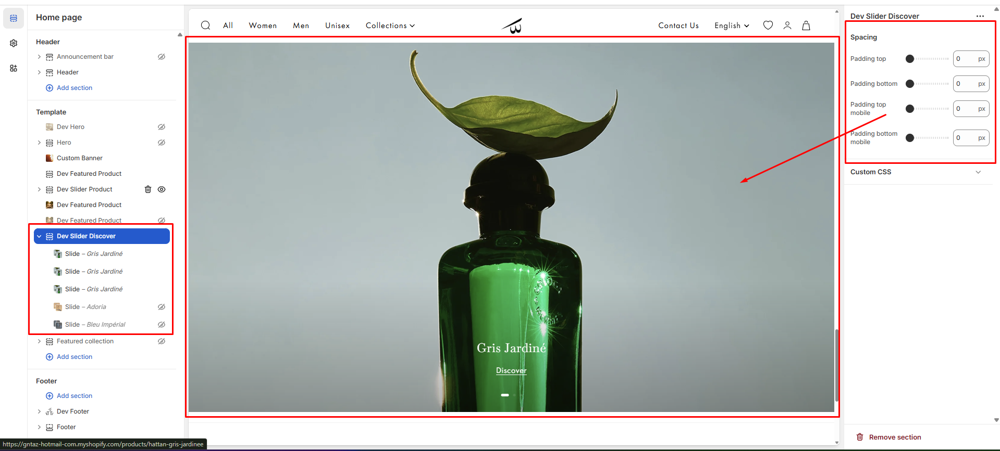 Home page
Header
Announcement bar
Header
Add section
Template
Dev Hero
Hero
Custom Banner
Dev Featured Product
Dev Slider Product
Dev Featured Product
Dev Featured Product
Dev Slider Discover
Slide – Gris Jardiné
Slide – Gris Jardiné
Slide – Gris Jardiné
Slide – Adoria
Slide – Bleu Impérial
Featured collection
Add section
Footer
Add section
Dev Footer
Footer
https://gntaz-hotmail-com.myshopify.com/products/hattan-gris-jardinee
All Women Men Unisex Collections Contact Us English
Gris Jardiné
Discover
Dev Slider Discover
Spacing
Padding top 0 px
Padding bottom 0 px
Padding top
mobile 0 px
Padding bottom
mobile 0 px
Custom CSS
Remove section